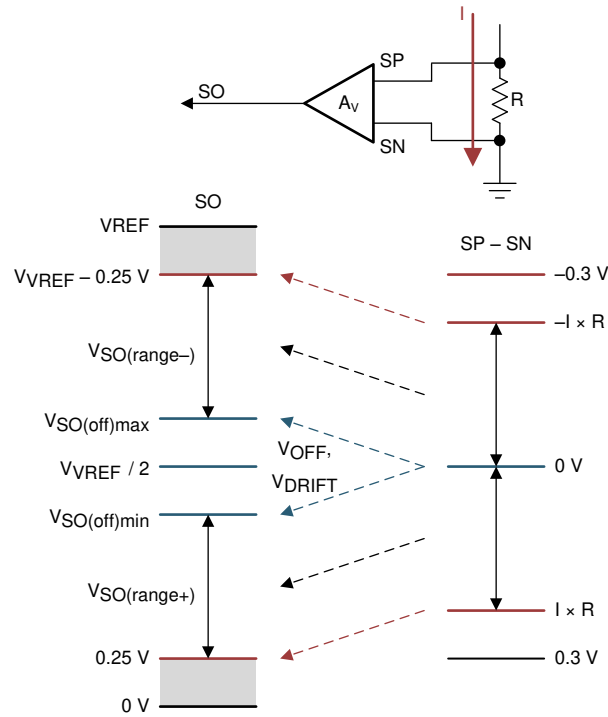 I
SP
SO
AV
R
SN
SO
VREF
SP – SN
VVREF – 0.25 V
–0.3 V
–I × R
VSO(range–)
VSO(off)max
VOFF,
VVREF / 2
0 V
VDRIFT
VSO(off)min
VSO(range+)
I × R
0.25 V
0.3 V
0 V